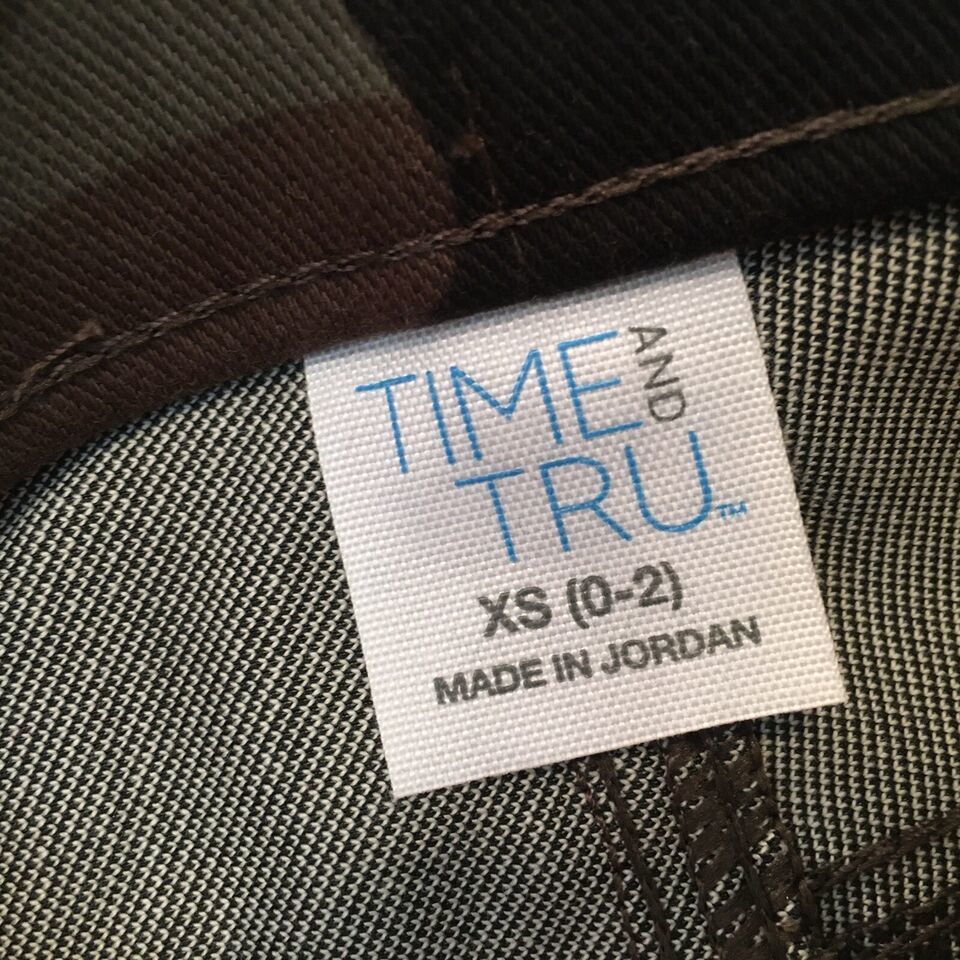 TIME AND
TRU™
XS (0-2)
MADE IN JORDAN